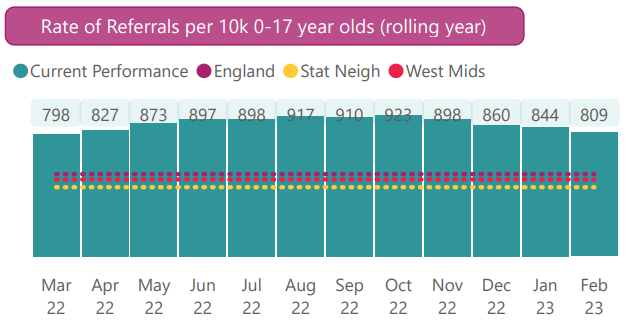 Rate of Referrals per 10k 0-17 year olds (rolling year)
Current Performance England Stat Neigh West Mids
798 827 873 897 898 917 910 923 898 860 844 809
Mar Apr May Jun Jul Aug Sep Oct Nov Dec Jan Feb
22 22 22 22 22 22 22 22 22 22 23 23